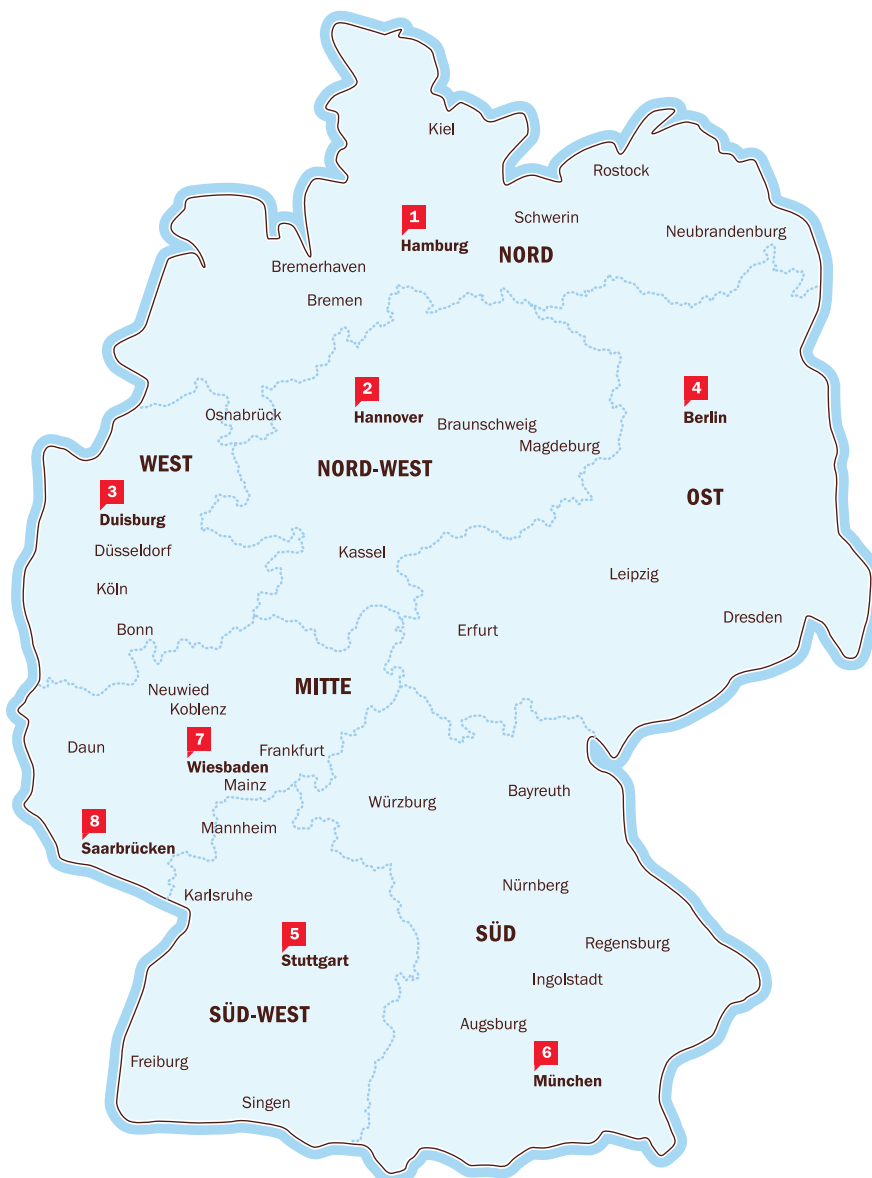 Kiel
Rostock
1
Hamburg
Schwerin
Neubrandenburg
NORD
Bremerhaven
Bremen
2
Hannover
4
Berlin
Osnabrück
Braunschweig
Magdeburg
WEST
NORD-WEST
3
Duisburg
OST
Düsseldorf
Kassel
Köln
Leipzig
Bonn
Erfurt
Dresden
Neuwied
MITTE
Koblenz
7
Wiesbaden
Daun
Frankfurt
Mainz
Würzburg
Bayreuth
8
Saarbrücken
Mannheim
Karlsruhe
Nürnberg
5
Stuttgart
SÜD
Regensburg
Ingolstadt
SÜD-WEST
Augsburg
6
München
Freiburg
Singen